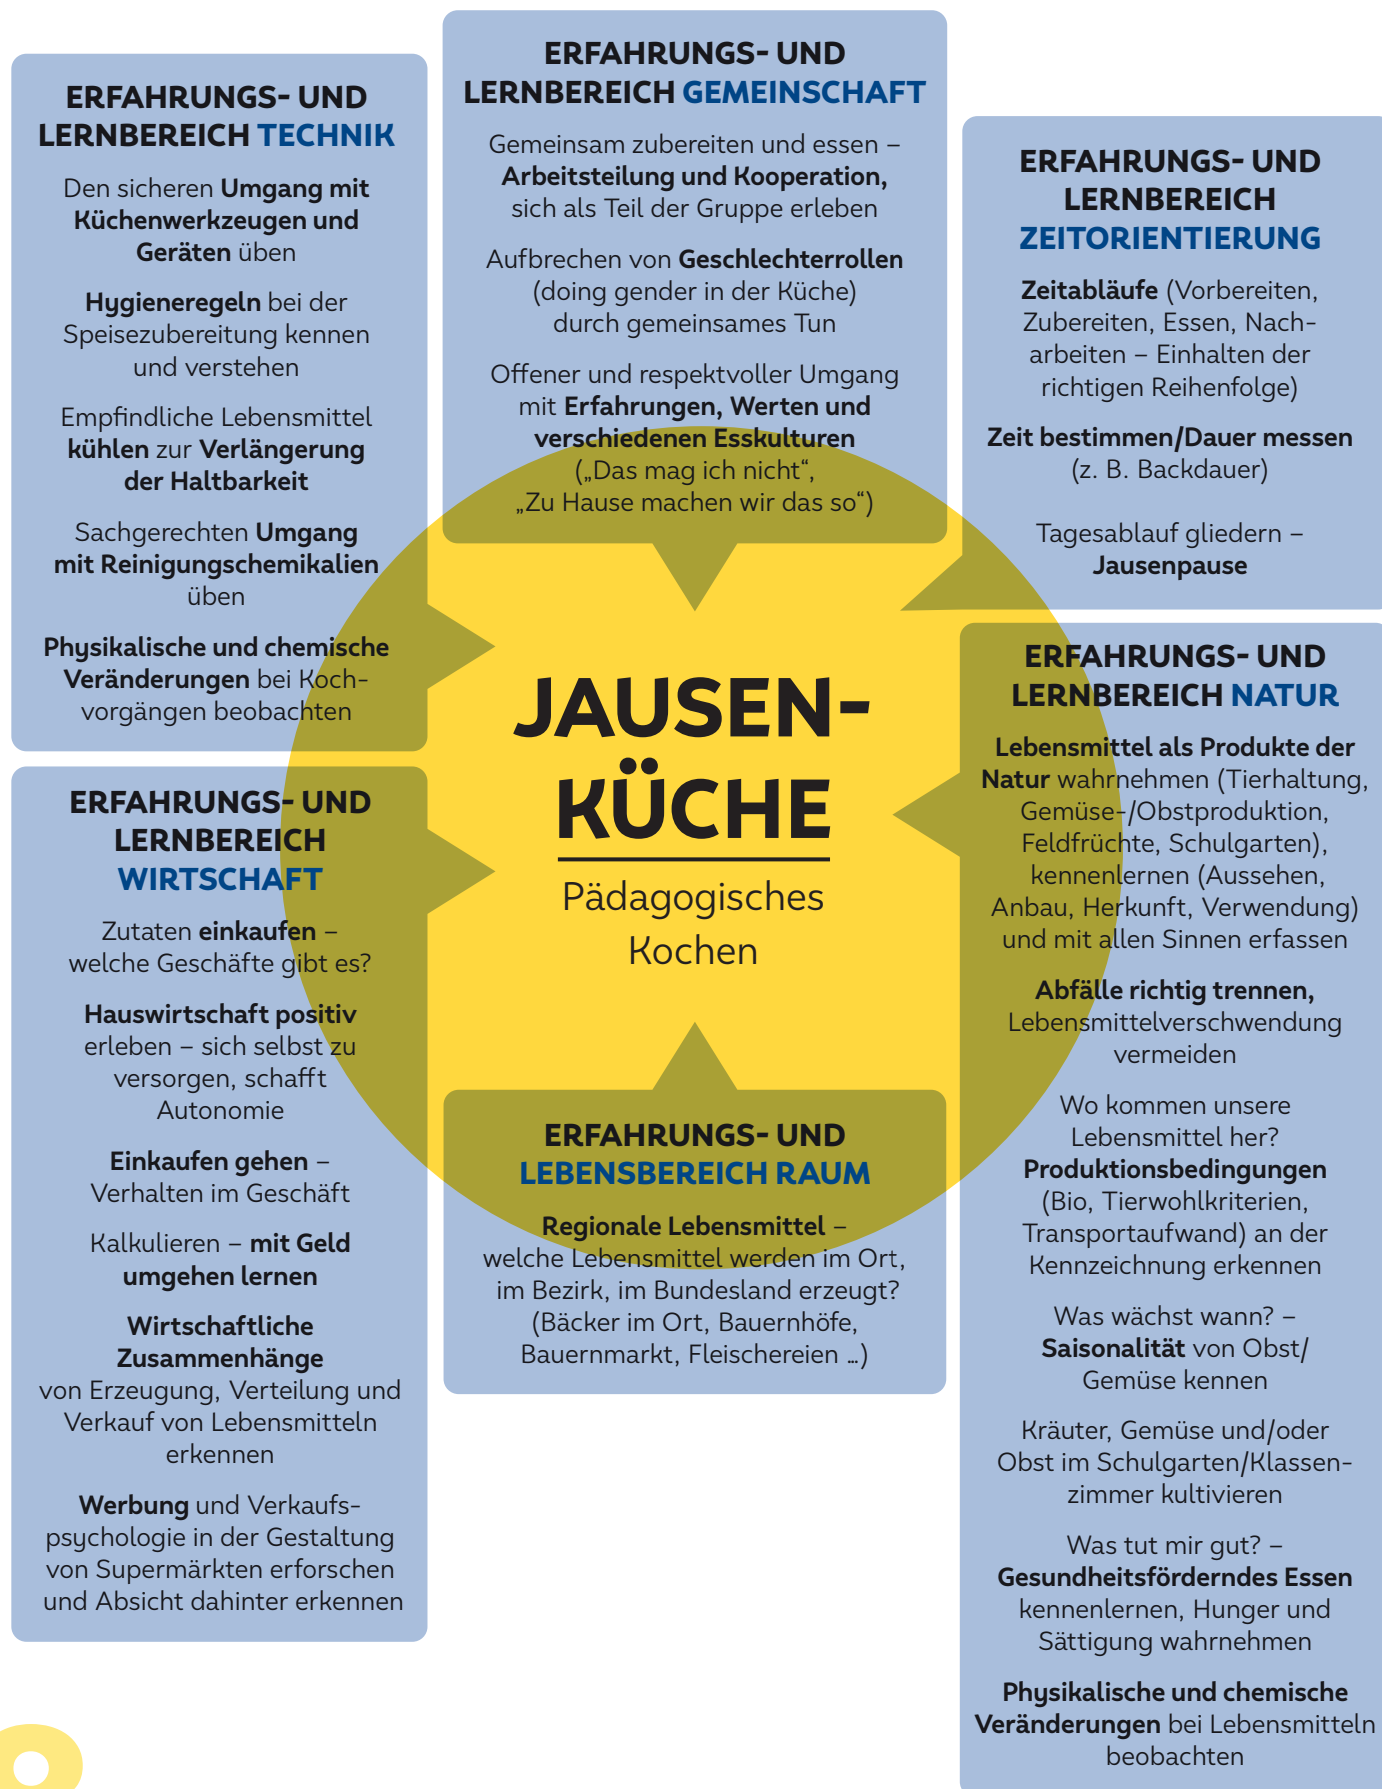 ERFAHRUNGS- UND
LERNBEREICH TECHNIK
Den sicheren Umgang mit
Küchenwerkzeugen und
Geräten üben
Hygieneregeln bei der
Speisezubereitung kennen
und verstehen
Empfindliche Lebensmittel
kühlen zur Verlängerung
der Haltbarkeit
Sachgerechten Umgang
mit Reinigungschemikalien
üben
Physikalische und chemische
Veränderungen bei Koch-
vorgängen beobachten
ERFAHRUNGS- UND
LERNBEREICH GEMEINSCHAFT
Gemeinsam zubereiten und essen –
Arbeitsteilung und Kooperation,
sich als Teil der Gruppe erleben
Aufbrechen von Geschlechterrollen
(doing gender in der Küche)
durch gemeinsames Tun
Offener und respektvoller Umgang
mit Erfahrungen, Werten und
verschiedenen Esskulturen
(„Das mag ich nicht“,
„Zu Hause machen wir das so“)
ERFAHRUNGS- UND
LERNBEREICH
ZEITORIENTIERUNG
Zeitabläufe (Vorbereiten,
Zubereiten, Essen, Nach-
arbeiten – Einhalten der
richtigen Reihenfolge)
Zeit bestimmen/Dauer messen
(z. B. Backdauer)
Tagesablauf gliedern –
Jausenpause
JAUSEN-
KÜCHE
Pädagogisches
Kochen
ERFAHRUNGS- UND
LERNBEREICH
WIRTSCHAFT
Zutaten einkaufen –
welche Geschäfte gibt es?
Hauswirtschaft positiv
erleben – sich selbst zu
versorgen, schafft
Autonomie
Einkaufen gehen –
Verhalten im Geschäft
Kalkulieren – mit Geld
umgehen lernen
Wirtschaftliche
Zusammenhänge
von Erzeugung, Verteilung und
Verkauf von Lebensmitteln
erkennen
Werbung und Verkaufs-
psychologie in der Gestaltung
von Supermärkten erforschen
und Absicht dahinter erkennen
ERFAHRUNGS- UND
LEBENSBEREICH RAUM
Regionale Lebensmittel –
welche Lebensmittel werden im Ort,
im Bezirk, im Bundesland erzeugt?
(Bäcker im Ort, Bauernhöfe,
Bauernmarkt, Fleischereien ...)
ERFAHRUNGS- UND
LERNBEREICH NATUR
Lebensmittel als Produkte der
Natur wahrnehmen (Tierhaltung,
Gemüse-/Obstproduktion,
Feldfrüchte, Schulgarten),
kennenlernen (Aussehen,
Anbau, Herkunft, Verwendung)
und mit allen Sinnen erfassen
Abfälle richtig trennen,
Lebensmittelverschwendung
vermeiden
Wo kommen unsere
Lebensmittel her?
Produktionsbedingungen
(Bio, Tierwohlkriterien,
Transportaufwand) an der
Kennzeichnung erkennen
Was wächst wann? –
Saisonalität von Obst/
Gemüse kennen
Kräuter, Gemüse und/oder
Obst im Schulgarten/Klassen-
zimmer kultivieren
Was tut mir gut? –
Gesundheitsförderndes Essen
kennenlernen, Hunger und
Sättigung wahrnehmen
Physikalische und chemische
Veränderungen bei Lebensmitteln
beobachten